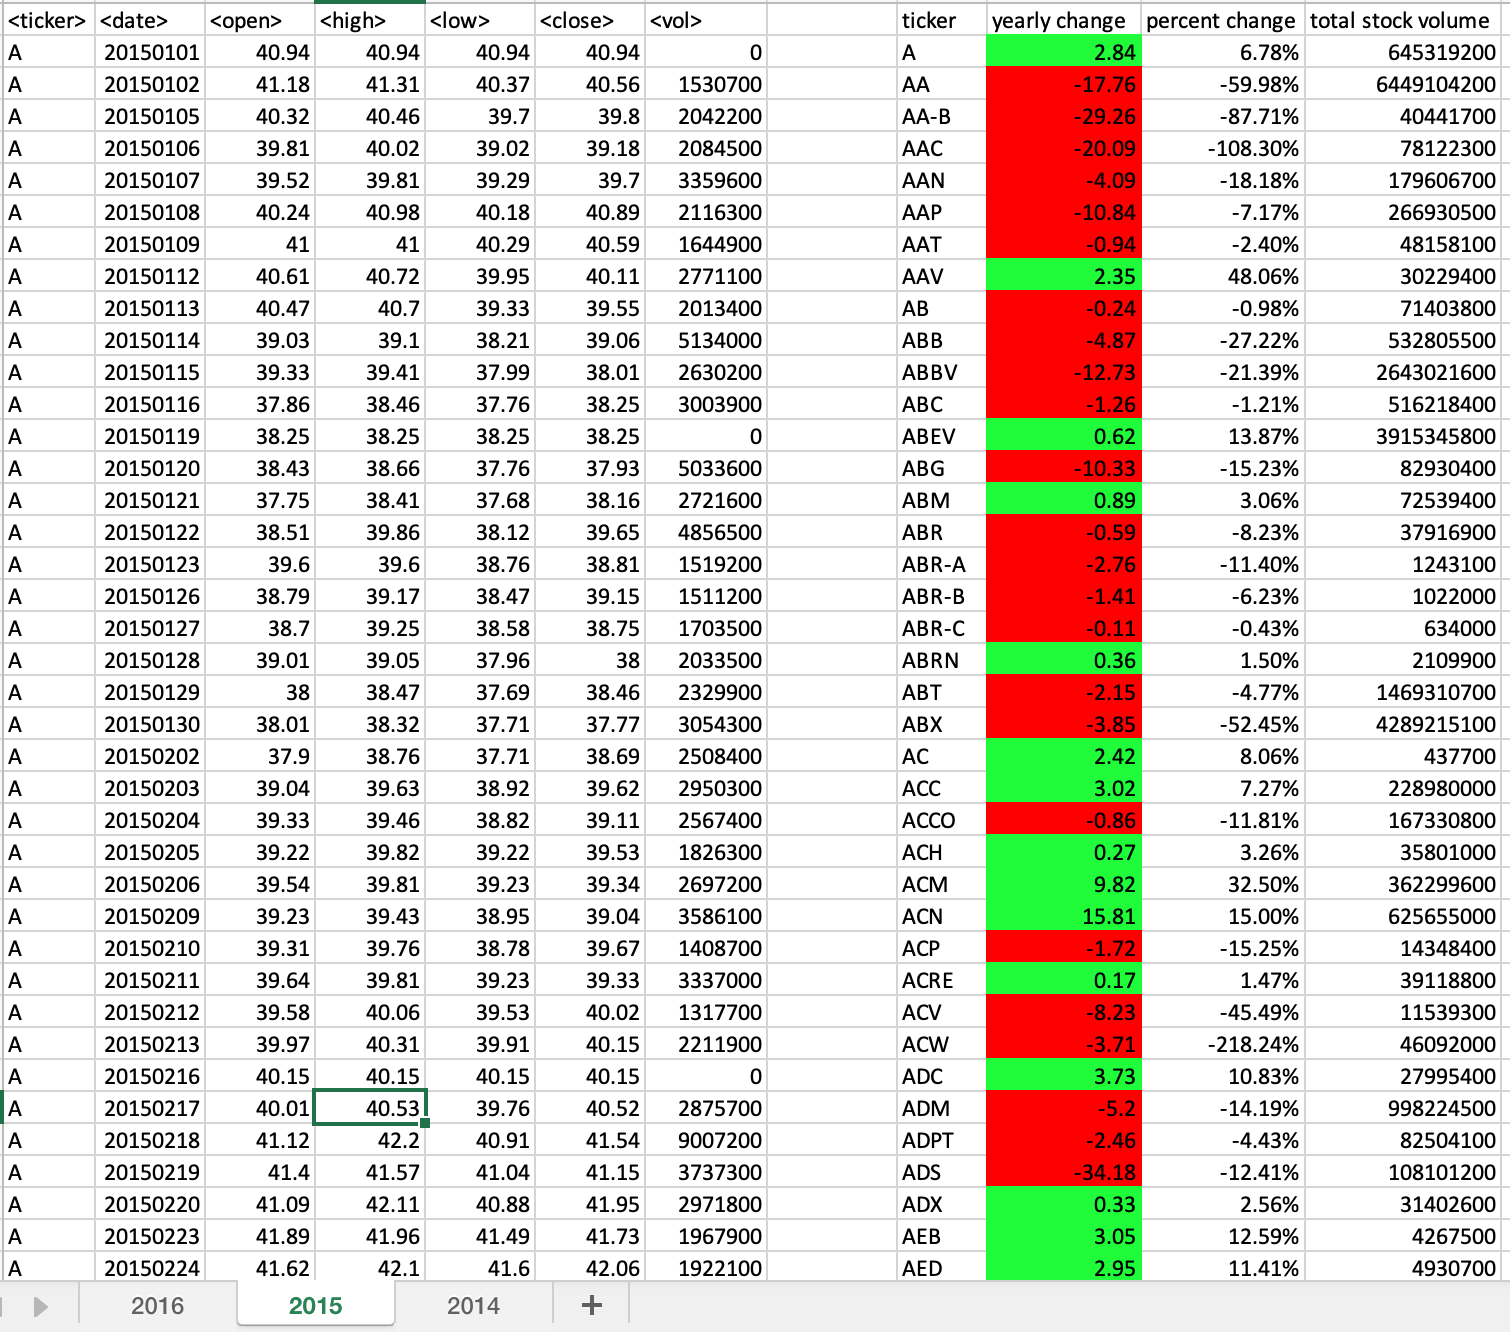 <ticker> <date> <open> <high> <low> <close> <vol> ticker yearly change percent change total stock volume
A 20150101 40.94 40.94 40.94 40.94 0 A 2.84 6.78% 645319200
A 20150102 41.18 41.31 40.37 40.56 1530700 AA -17.76 -59.98% 6449104200
A 20150105 40.32 40.46 39.7 39.8 2042200 AA-B -29.26 -87.71% 40441700
A 20150106 39.81 40.02 39.02 39.18 2084500 AAC -20.09 -108.30% 78122300
A 20150107 39.52 39.81 39.29 39.7 3359600 AAN -4.09 -18.18% 179606700
A 20150108 40.24 40.98 40.18 40.89 2116300 AAP -10.84 -7.17% 266930500
A 20150109 41 41 40.29 40.59 1644900 AAT -0.94 -2.40% 48158100
A 20150112 40.61 40.72 39.95 40.11 2771100 AAV 2.35 48.06% 30229400
A 20150113 40.47 40.7 39.33 39.55 2013400 AB -0.24 -0.98% 71403800
A 20150114 39.03 39.1 38.21 39.06 5134000 ABB -4.87 -27.22% 532805500
A 20150115 39.33 39.41 37.99 38.01 2630200 ABBV -12.73 -21.39% 2643021600
A 20150116 37.86 38.46 37.76 38.25 3003900 ABC -1.26 -1.21% 516218400
A 20150119 38.25 38.25 38.25 38.25 0 ABEV 0.62 13.87% 3915345800
A 20150120 38.43 38.66 37.76 37.93 5033600 ABG -10.33 -15.23% 82930400
A 20150121 37.75 38.41 37.68 38.16 2721600 ABM 0.89 3.06% 72539400
A 20150122 38.51 39.86 38.12 39.65 4856500 ABR -0.59 -8.23% 37916900
A 20150123 39.6 39.6 38.76 38.81 1519200 ABR-A -2.76 -11.40% 1243100
A 20150126 38.79 39.17 38.47 39.15 1511200 ABR-B -1.41 -6.23% 1022000
A 20150127 38.7 39.25 38.58 38.75 1703500 ABR-C -0.11 -0.43% 634000
A 20150128 39.01 39.05 37.96 38 2033500 ABRN 0.36 1.50% 2109900
A 20150129 38 38.47 37.69 38.46 2329900 ABT -2.15 -4.77% 1469310700
A 20150130 38.01 38.32 37.71 37.77 3054300 ABX -3.85 -52.45% 4289215100
A 20150202 37.9 38.76 37.71 38.69 2508400 AC 2.42 8.06% 437700
A 20150203 39.04 39.63 38.92 39.62 2950300 ACC 3.02 7.27% 228980000
A 20150204 39.33 39.46 38.82 39.11 2567400 ACCO -0.86 -11.81% 167330800
A 20150205 39.22 39.82 39.22 39.53 1826300 ACH 0.27 3.26% 35801000
A 20150206 39.54 39.81 39.23 39.34 2697200 ACM 9.82 32.50% 362299600
A 20150209 39.23 39.43 38.95 39.04 3586100 ACN 15.81 15.00% 625655000
A 20150210 39.31 39.76 38.78 39.67 1408700 ACP -1.72 -15.25% 14348400
A 20150211 39.64 39.81 39.23 39.33 3337000 ACRE 0.17 1.47% 39118800
A 20150212 39.58 40.06 39.53 40.02 1317700 ACV -8.23 -45.49% 11539300
A 20150213 39.97 40.31 39.91 40.15 2211900 ACW -3.71 -218.24% 46092000
A 20150216 40.15 40.15 40.15 40.15 0 ADC 3.73 10.83% 27995400
A 20150217 40.01 40.53 39.76 40.52 2875700 ADM -5.2 -14.19% 998224500
A 20150218 41.12 42.2 40.91 41.54 9007200 ADPT -2.46 -4.43% 82504100
A 20150219 41.4 41.57 41.04 41.15 3737300 ADS -34.18 -12.41% 108101200
A 20150220 41.09 42.11 40.88 41.95 2971800 ADX 0.33 2.56% 31402600
A 20150223 41.89 41.96 41.49 41.73 1967900 AEB 3.05 12.59% 4267500
A 20150224 41.62 42.1 41.6 42.06 1922100 AED 2.95 11.41% 4930700
2016 2015 2014 +